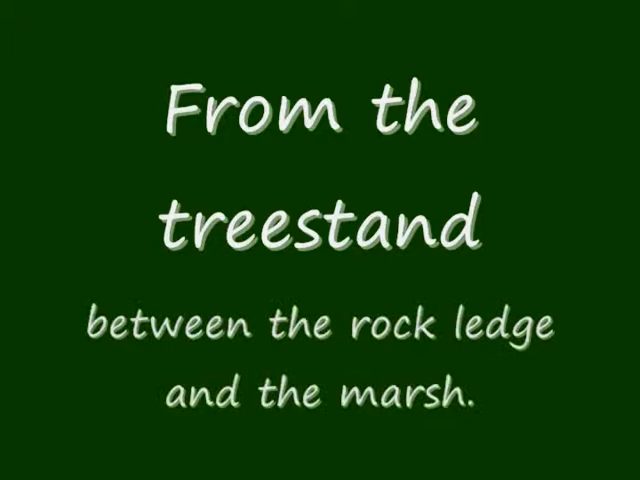 From the
treestand
between the rock ledge
and the marsh.